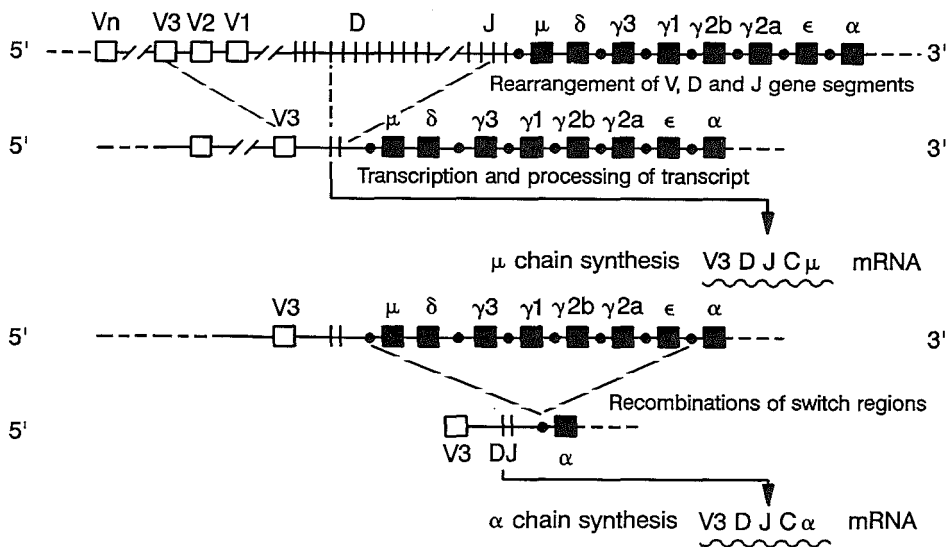 Vn V3 V2 V1 D J μ δ γ3 γ1 γ2b γ2a ϵ α
5' 3'
Rearrangement of V, D and J gene segments
V3 μ δ γ3 γ1 γ2b γ2a ϵ α
5' 3'
Transcription and processing of transcript
μ chain synthesis V3 D J C μ mRNA
V3 μ δ γ3 γ1 γ2b γ2a ϵ α
5' 3'
Recombinations of switch regions
5'
V3 DJ α
α chain synthesis V3 D J C α mRNA